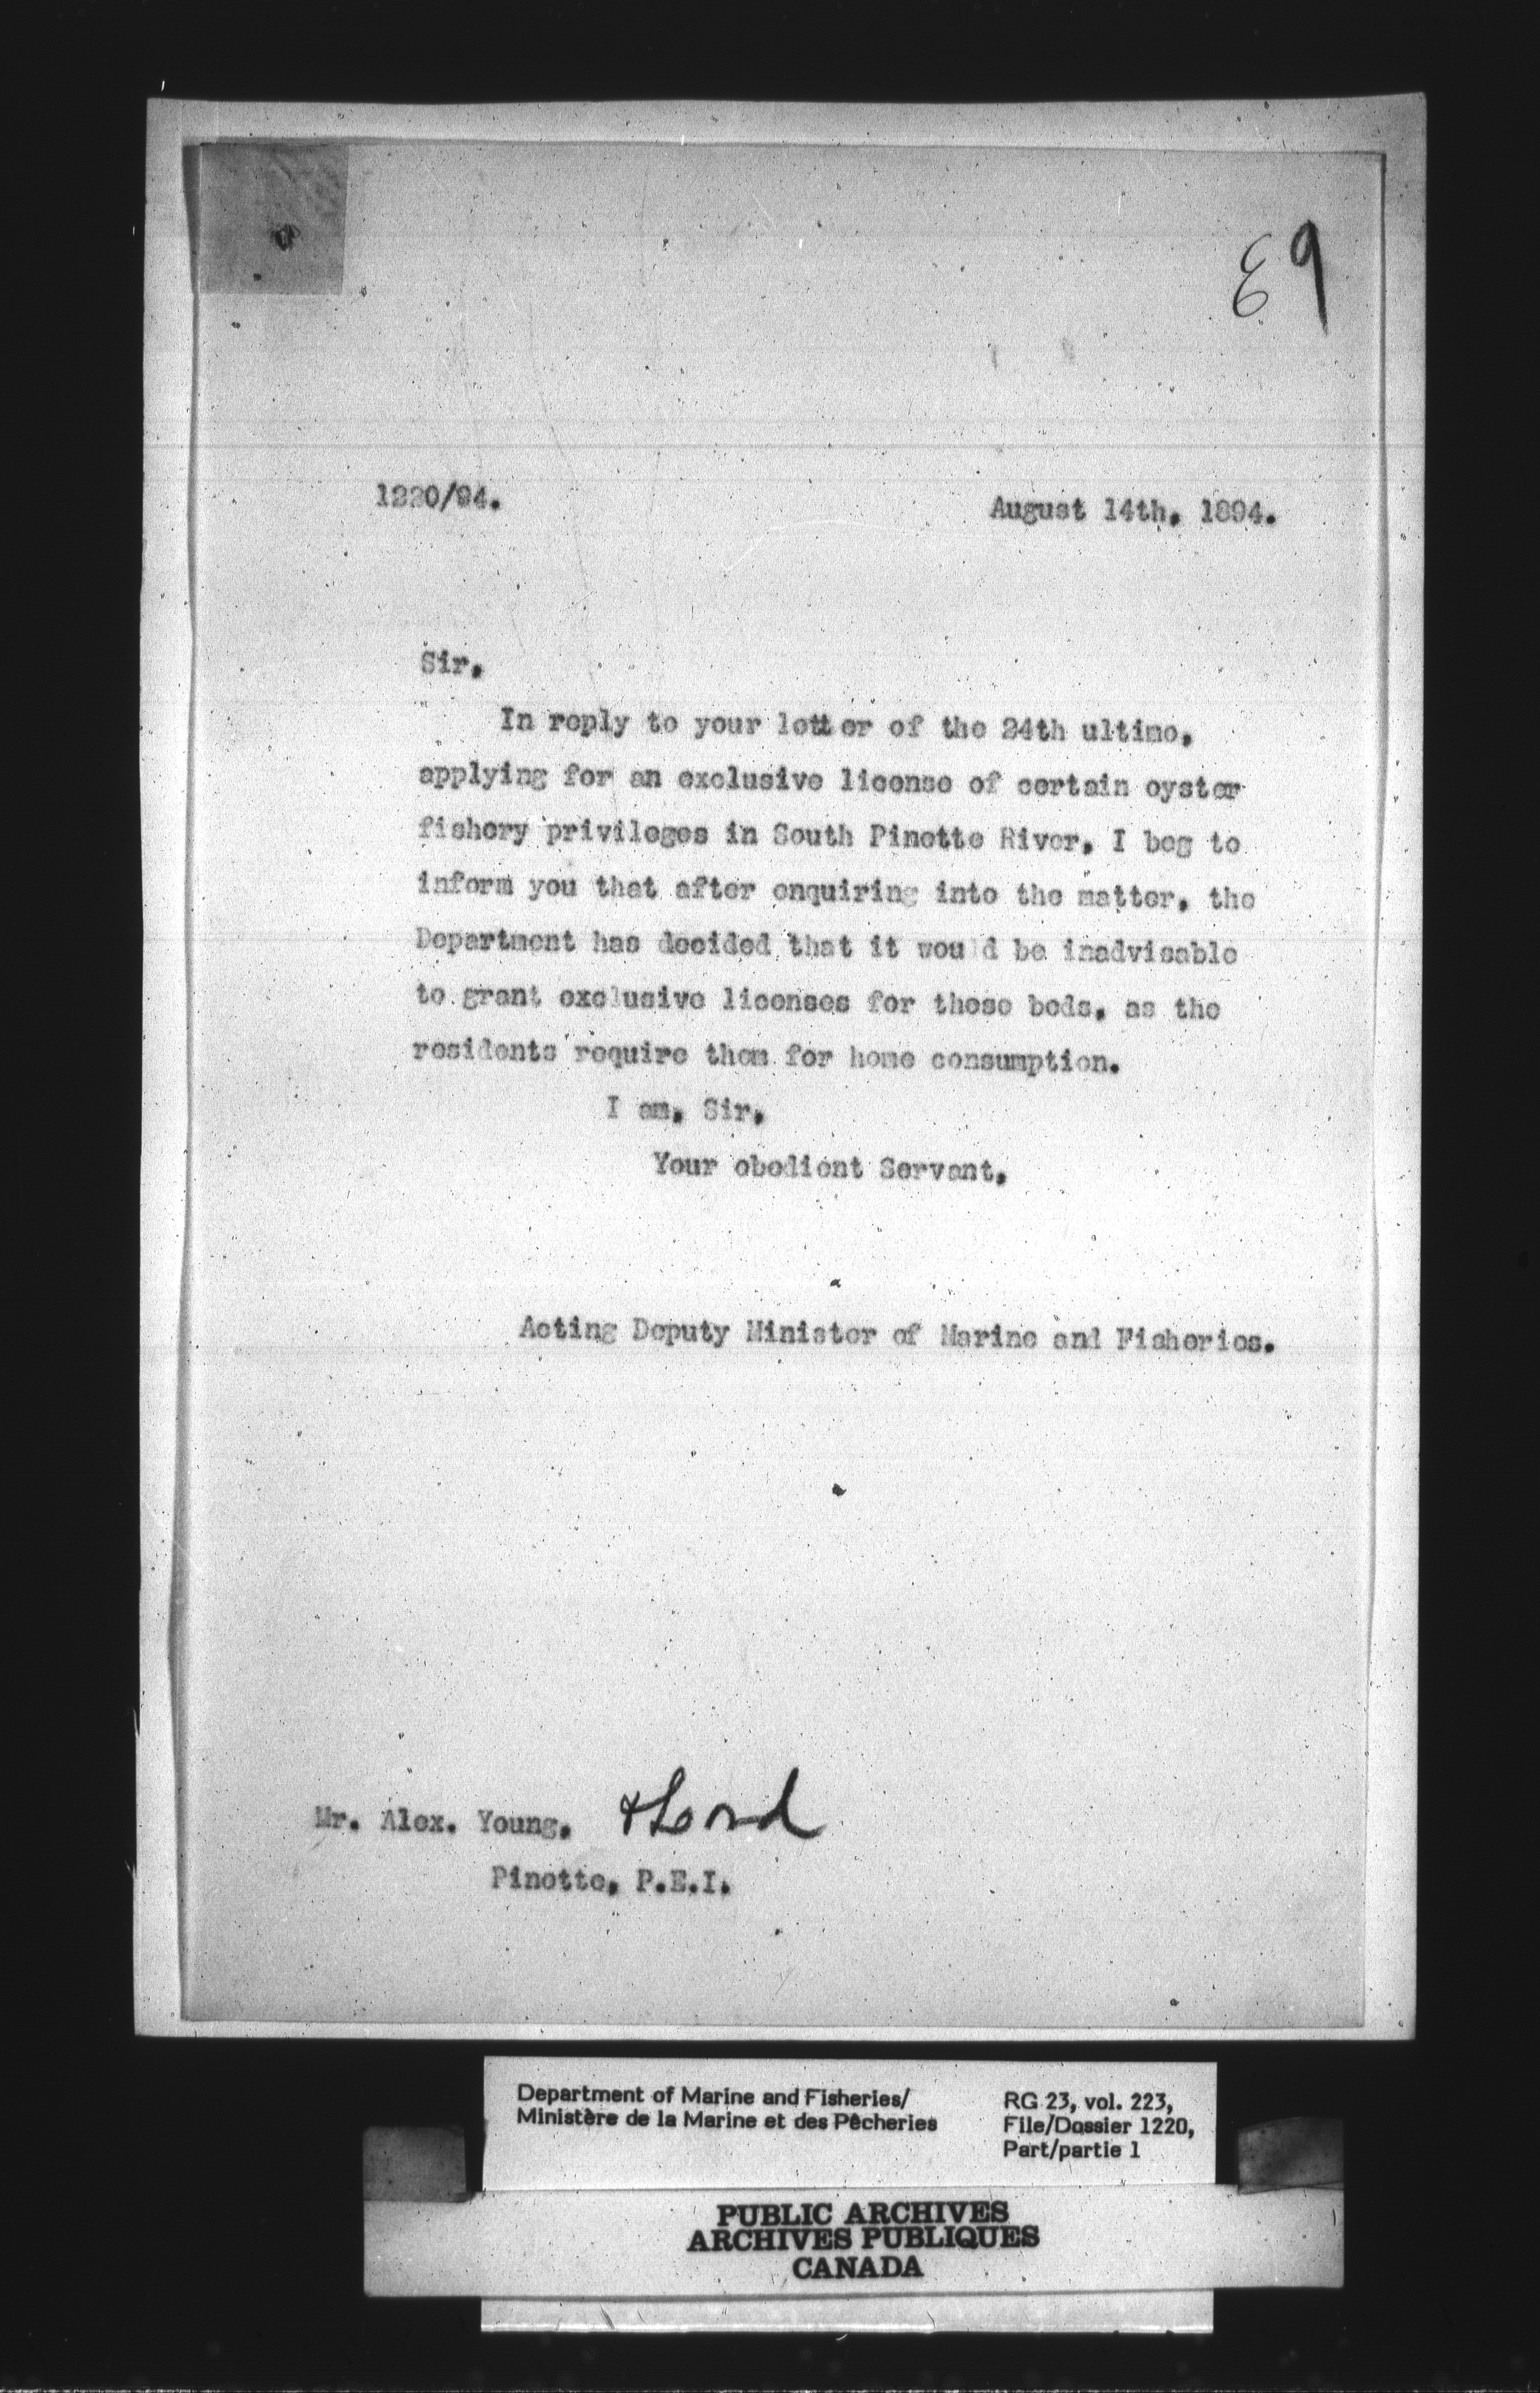 E9
1220/94.
August 14th, 1894.
Sir,
In reply to your letter of the 24th ultimo,
applying for an exclusive license of certain oyster
fishery privileges in South Pinette River, I beg to
inform you that after enquiring into the matter, the
Department has decided that it would be inadvisable
to grant exclusive licenses for these beds, as the
residents require them for home consumption.
I am, Sir,
Your obedient Servant,
Acting Deputy Minister of Marine and Fisheries.
Mr. Alex. Young,
Pinette, P.E.I.
Department of Marine and Fisheries/
Ministère de la Marine et des Pêcheries
RG 23, vol. 223,
File/Dossier 1220,
Part/partie 1
PUBLIC ARCHIVES
ARCHIVES PUBLIQUES
CANADA